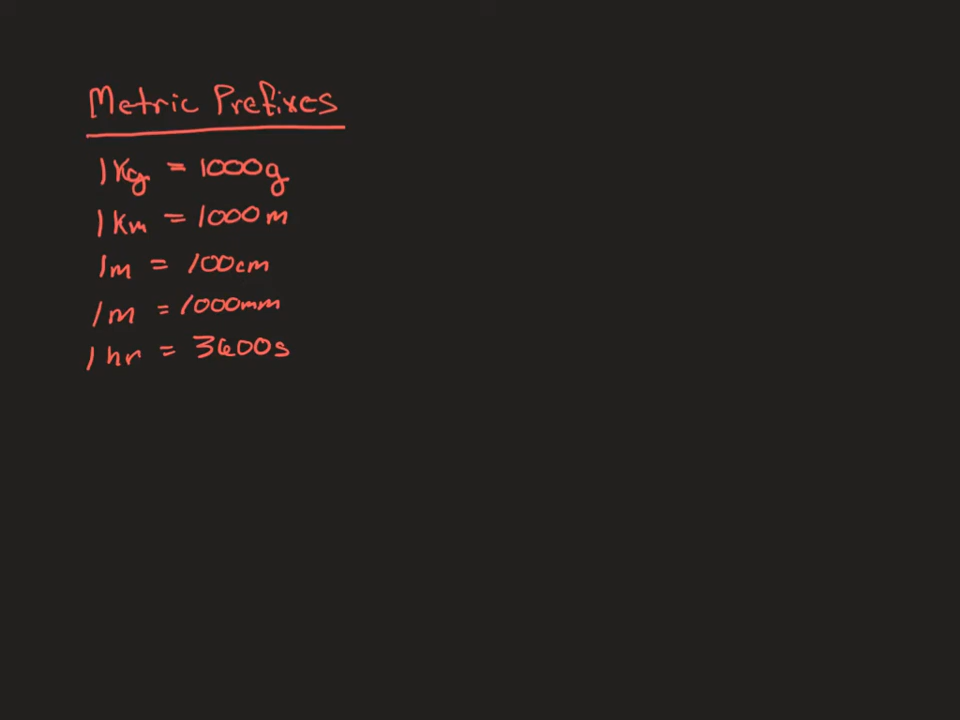 Metric Prefixes
1 Kg = 1000g
1 Km = 1000 m
1m = 100cm
1m = 1000mm
1 hr = 3600s